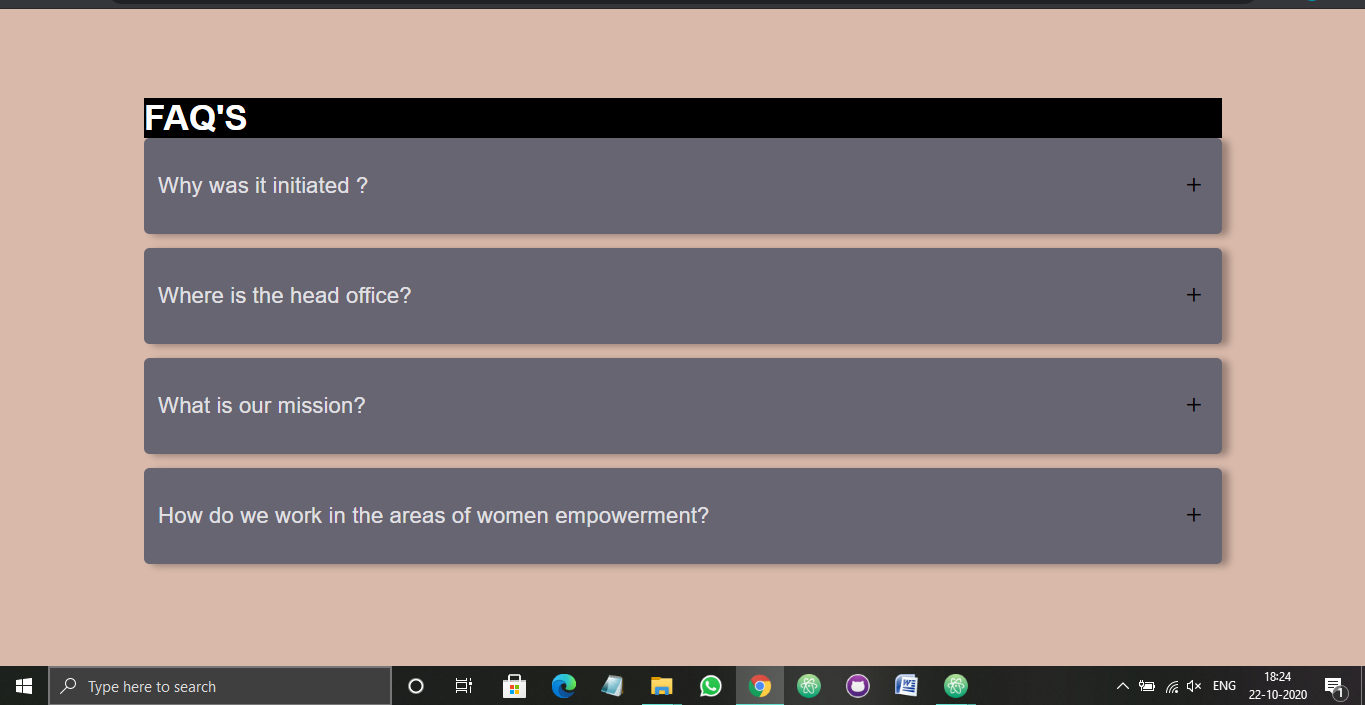 FAQ'S
Why was it initiated ?
+
Where is the head office?
+
What is our mission?
+
How do we work in the areas of women empowerment?
+
Type here to search
ENG
18:24
22-10-2020
1